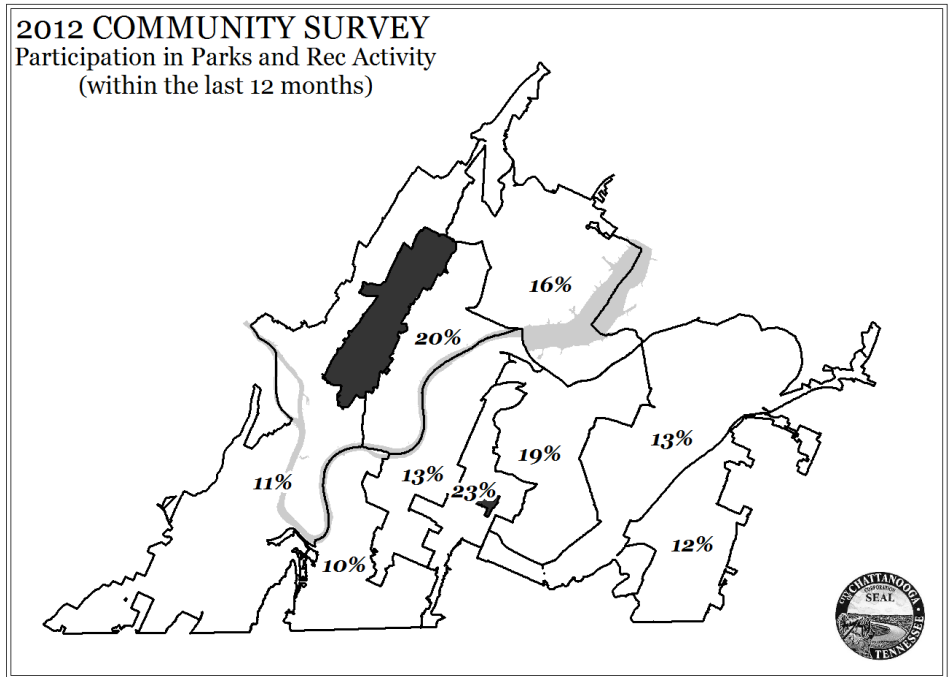 2012 COMMUNITY SURVEY
Participation in Parks and Rec Activity
(within the last 12 months)
16%
20%
13%
19%
13%
23%
11%
12%
10%
CHATTANOOGA
CORPORATION
SEAL
TENNESSEE